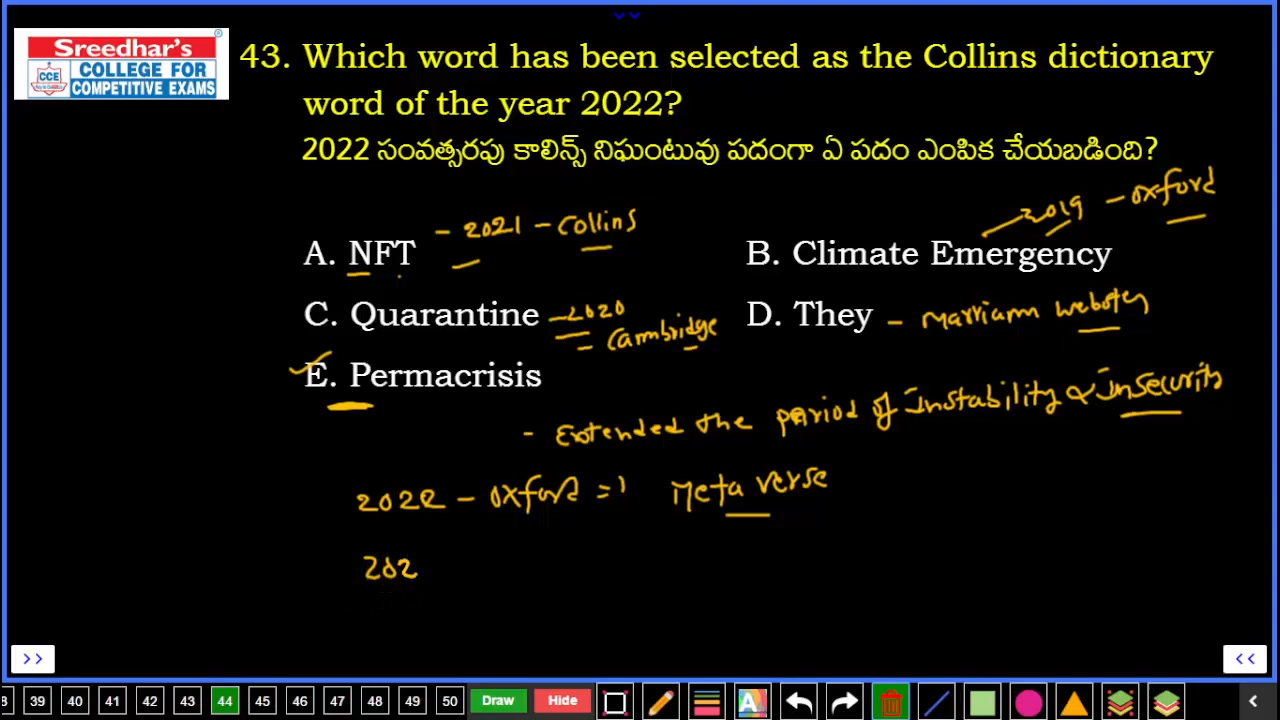 Sreedhar's
CCE
COLLEGE FOR
COMPETITIVE EXAMS
43. Which word has been selected as the Collins dictionary
word of the year 2022?
2022 సంవత్సరపు కాలిన్స్ నిఘంటువు పదంగా ఏ పదం ఎంపిక చేయబడింది?
A. NFT - 2021 - Collins
B. Climate Emergency 2019 - Oxford
C. Quarantine - 2020
- Cambridge
D. They - Marriam webster
E. Permacrisis
- Extended the period of Instability & Insecurity
2022 - Oxford => Meta verse
202
>>
<<
39 40 41 42 43 44 45 46 47 48 49 50 Draw Hide